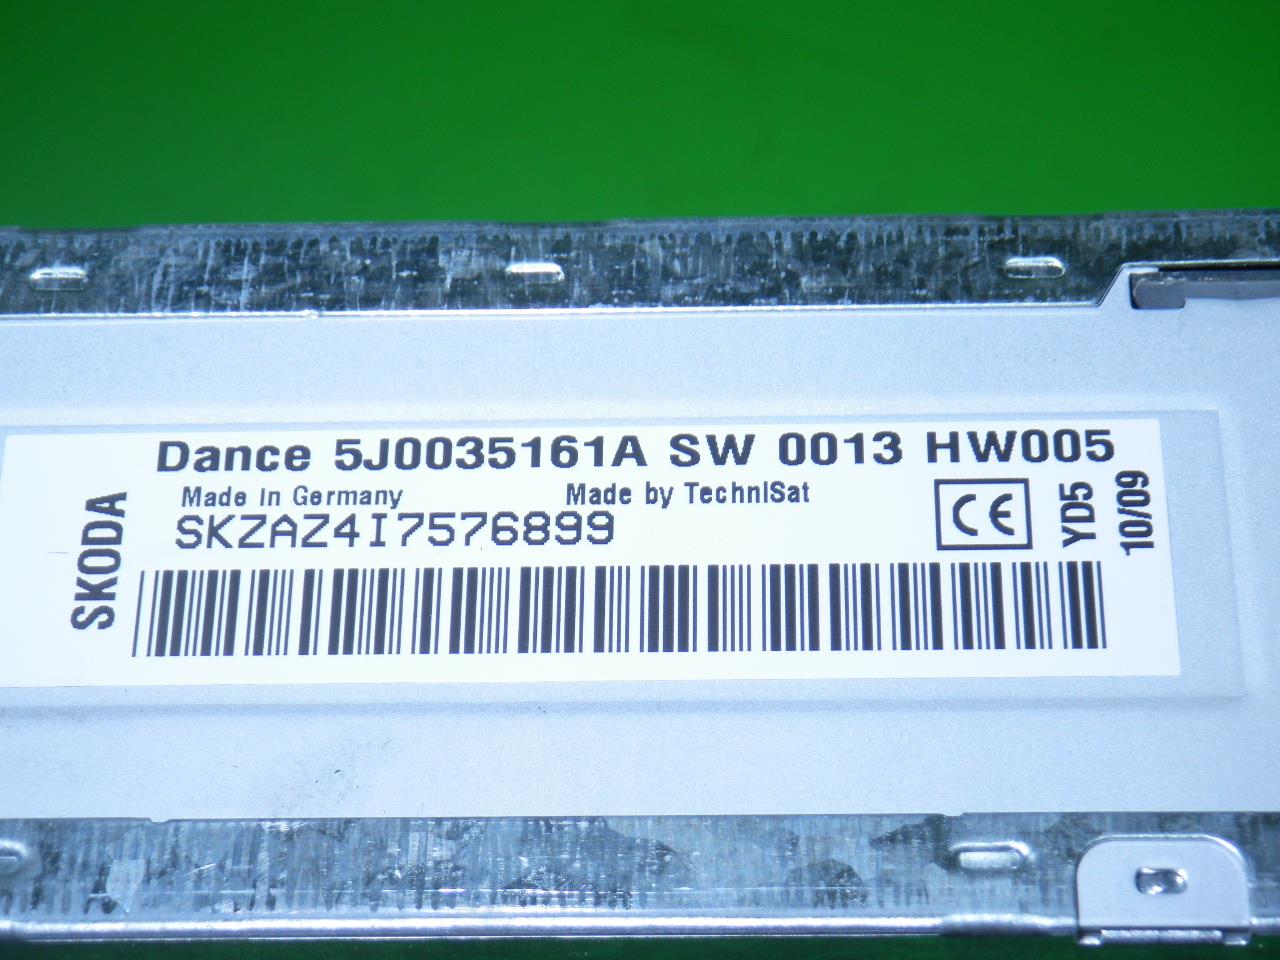 Dance 5J0035161A SW 0013 HW005
Made in Germany Made by TechniSat
SKZAZ4I7576899
SKODA
CE
YD5
10/09